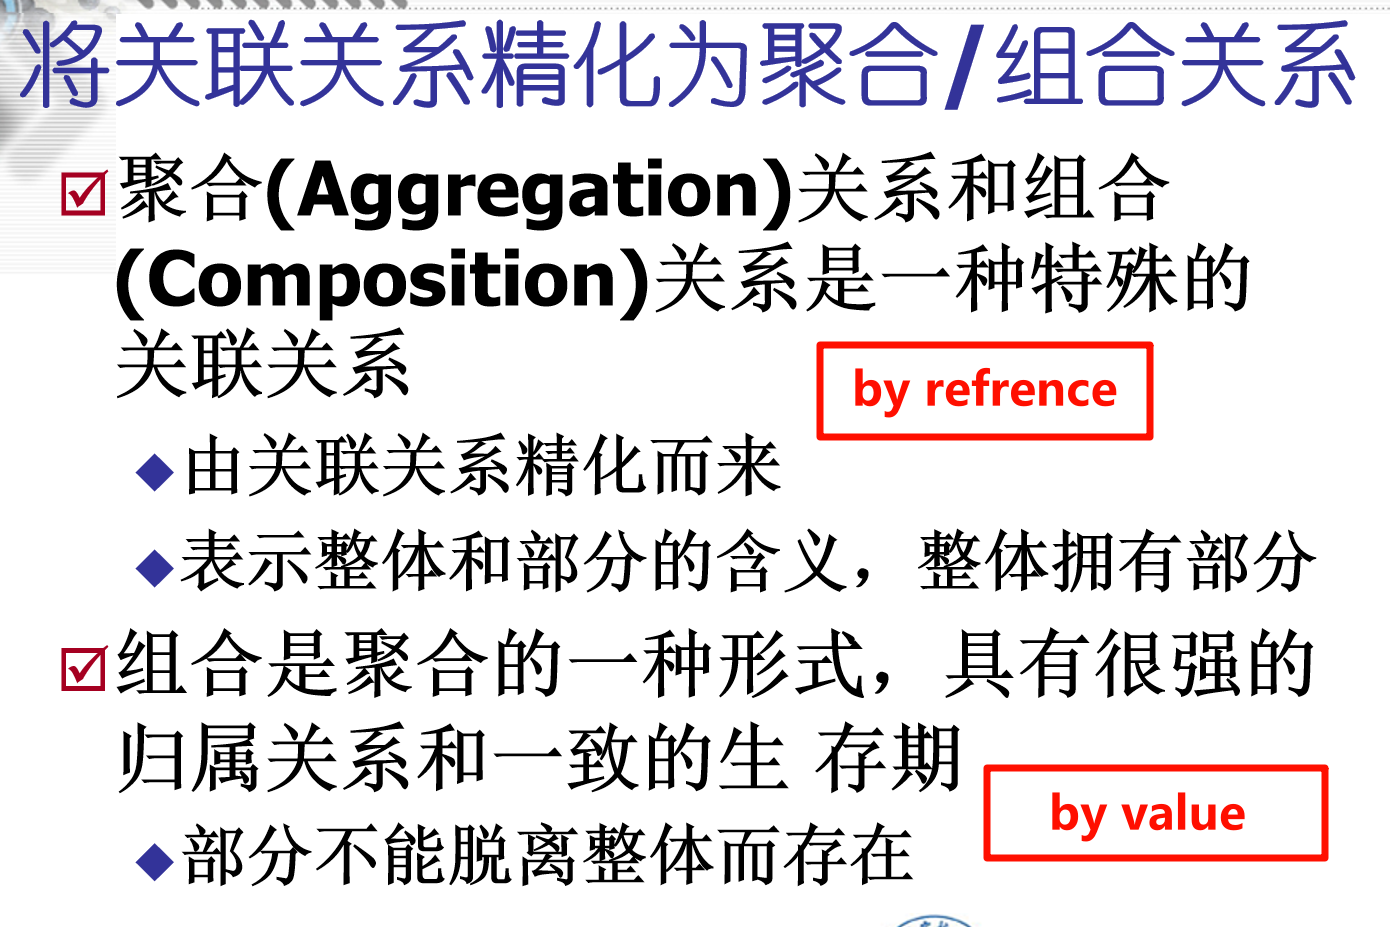 将关联关系精化为聚合/组合关系
聚合(Aggregation)关系和组合
(Composition)关系是一种特殊的
关联关系
by refrence
由关联关系精化而来
表示整体和部分的含义，整体拥有部分
组合是聚合的一种形式，具有很强的
归属关系和一致的生 存期
by value
部分不能脱离整体而存在